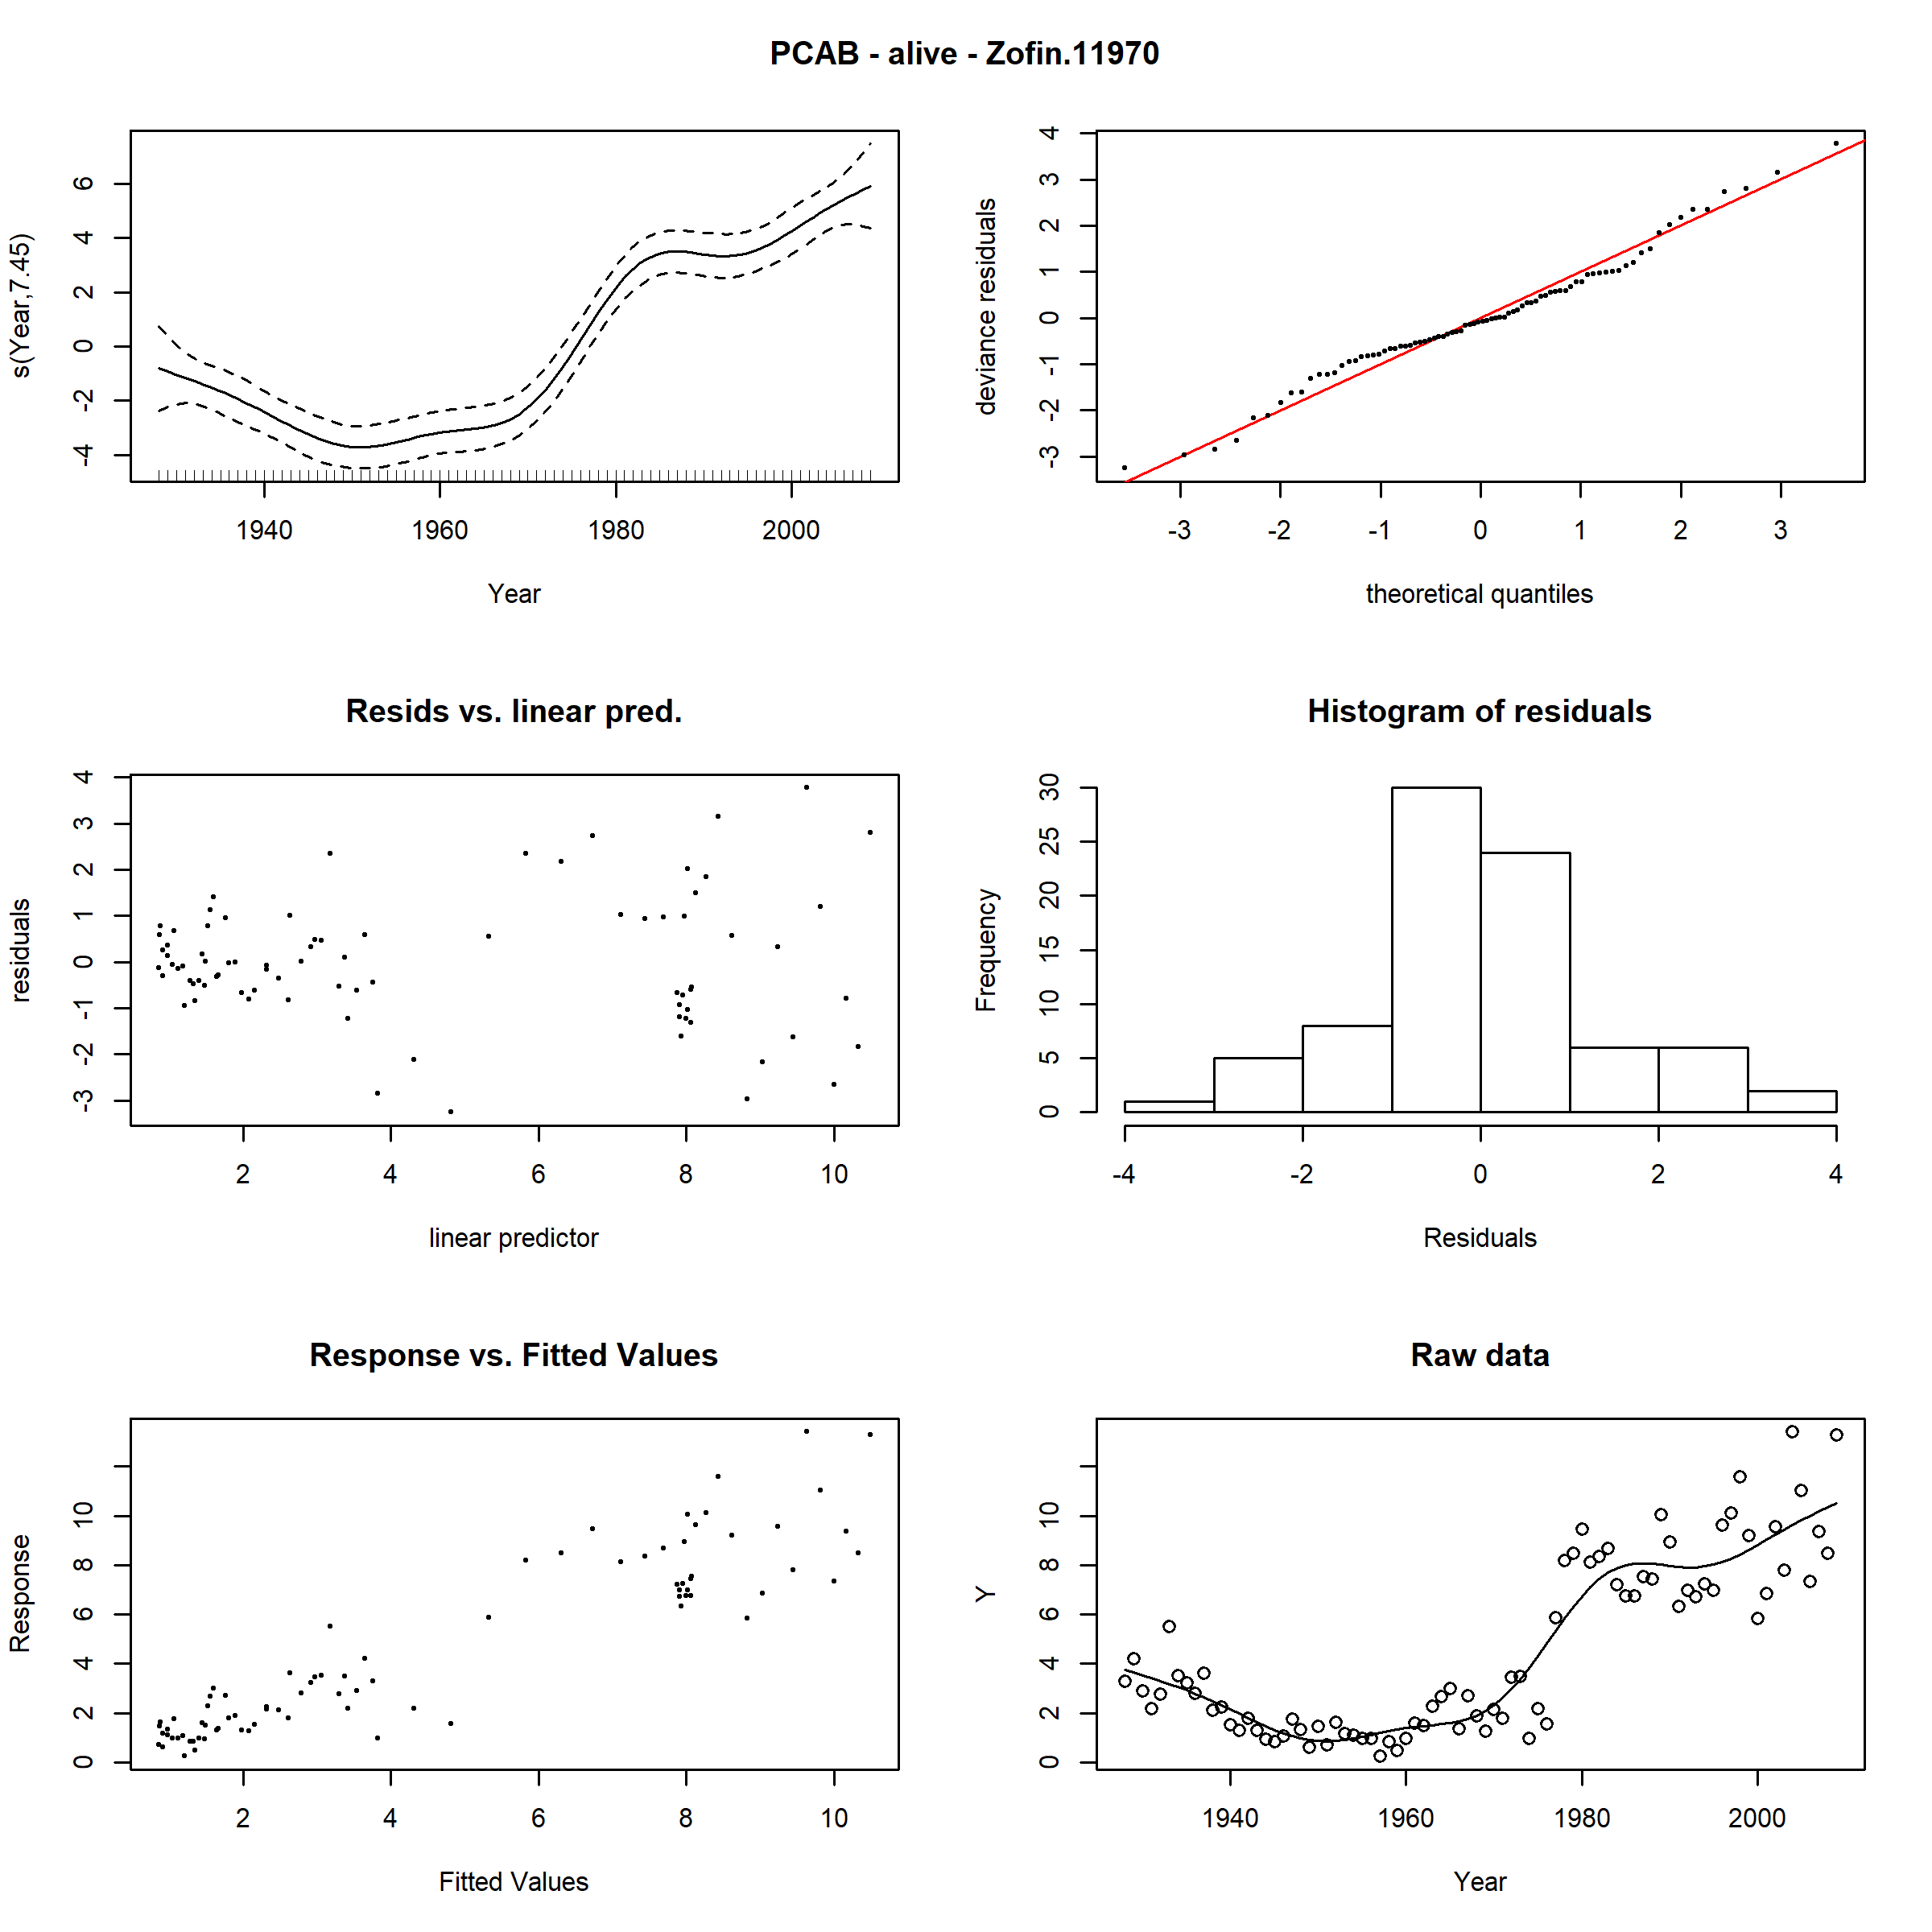 PCAB - alive - Zofin.11970
s(Year,7.45)
6
4
2
0
-2
-4
1940 1960 1980 2000
Year
deviance residuals
4
3
2
1
0
-1
-2
-3
-3 -2 -1 0 1 2 3
theoretical quantiles
Resids vs. linear pred.
residuals
4
3
2
1
0
-1
-2
-3
2 4 6 8 10
linear predictor
Histogram of residuals
Frequency
30
25
20
15
10
5
0
-4 -2 0 2 4
Residuals
Response vs. Fitted Values
Response
10
8
6
4
2
0
2 4 6 8 10
Fitted Values
Raw data
Y
10
8
6
4
2
0
1940 1960 1980 2000
Year